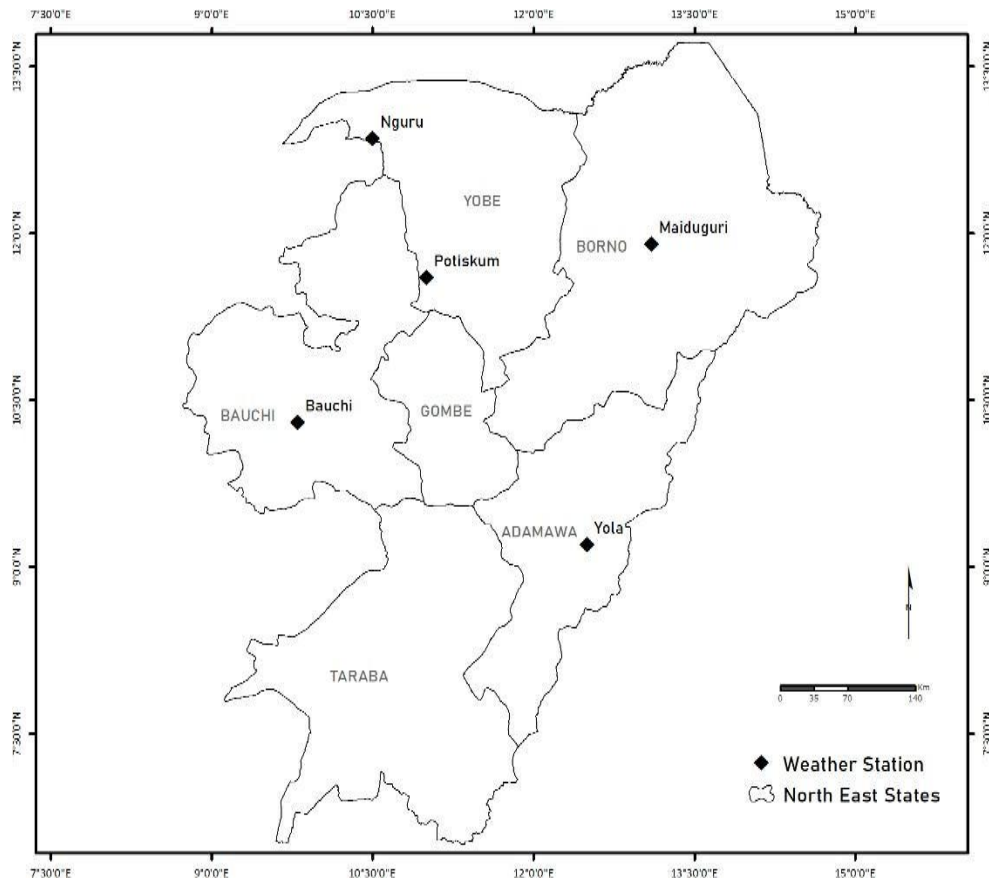 7°30'0"E 9°0'0"E 10°30'0"E 12°0'0"E 13°30'0"E 15°0'0"E
13°30'0"N 13°30'0"N
Nguru
YOBE
Maiduguri
12°0'0"N 12°0'0"N
BORNO
Potiskum
Bauchi
10°30'0"N 10°30'0"N
BAUCHI
GOMBE
Yola
ADAMAWA
9°0'0"N 9°0'0"N
N
TARABA
Km
0 35 70 140
7°30'0"N 7°30'0"N
Weather Station
North East States
7°30'0"E 9°0'0"E 10°30'0"E 12°0'0"E 13°30'0"E 15°0'0"E